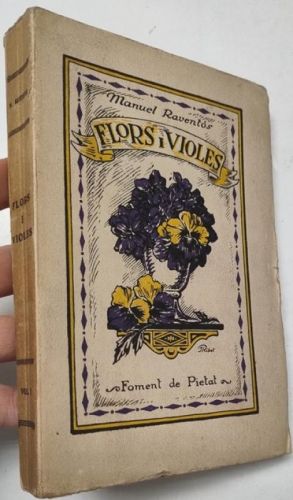 Manuel Raventós
FLORS i VIOLES
Foment de Pietat
FLORS
I
VIOLES